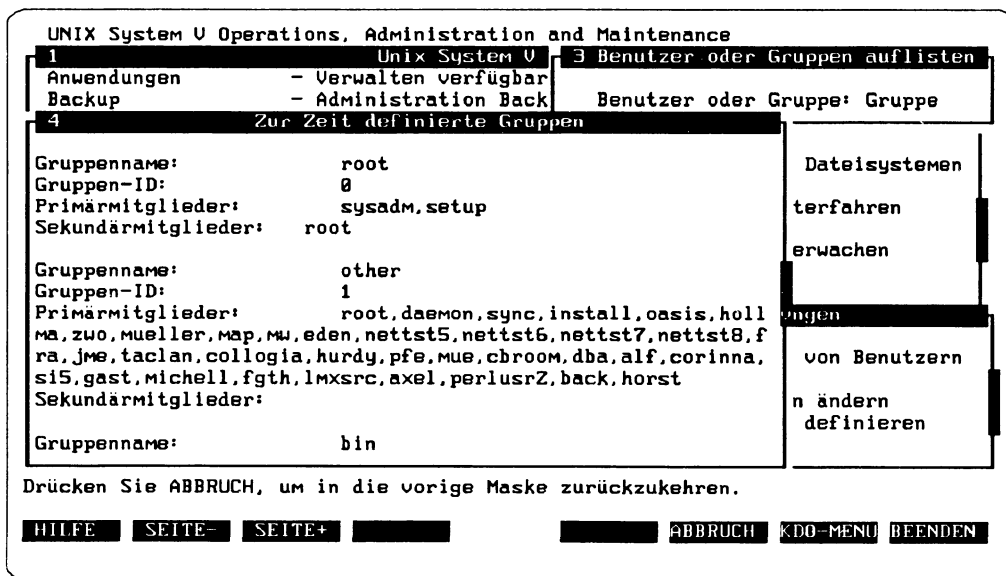 UNIX System V Operations, Administration and Maintenance
1 Unix System V
3 Benutzer oder Gruppen auflisten
Anwendungen - Verwalten verfügbar
Backup - Administration Back
Benutzer oder Gruppe: Gruppe
4 Zur Zeit definierte Gruppen
Gruppenname: root
Dateisystemen
Gruppen-ID: 0
Primärmitglieder: sysadm,setup
terfahren
Sekundärmitglieder: root
erwachen
Gruppenname: other
Gruppen-ID: 1
Primärmitglieder: root,daemon,sync,install,oasis,holl
ungen
ma,zwo,mueller,map,mw,eden,nettst5,nettst6,nettst7,nettst8,f
ra,jme,taclan,collogia,hurdy,pfe,mue,cbroom,dba,alf,corinna,
von Benutzern
si5,gast,michell,fgth,lmxsrc,axel,perlusr2,back,horst
Sekundärmitglieder:
n ändern
definieren
Gruppenname: bin
Drücken Sie ABBRUCH, um in die vorige Maske zurückzukehren.
HILFE SEITE- SEITE+ ABBRUCH KDO-MENU BEENDEN